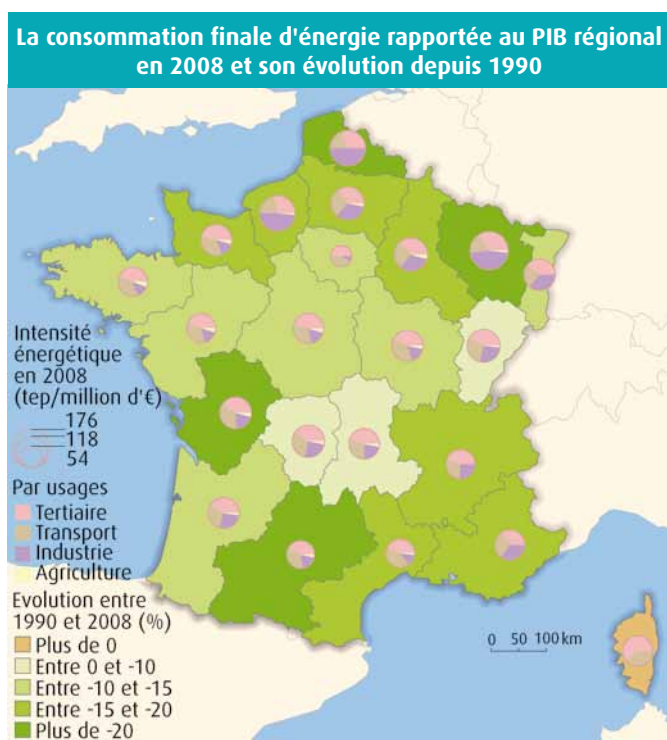 La consommation finale d'énergie rapportée au PIB régional
en 2008 et son évolution depuis 1990
Intensité
énergétique
en 2008
(tep/million d'€)
176
118
54
Par usages
Tertiaire
Transport
Industrie
Agriculture
Evolution entre
1990 et 2008 (%)
Plus de 0
Entre 0 et -10
Entre -10 et -15
Entre -15 et -20
Plus de -20
0 50 100 km